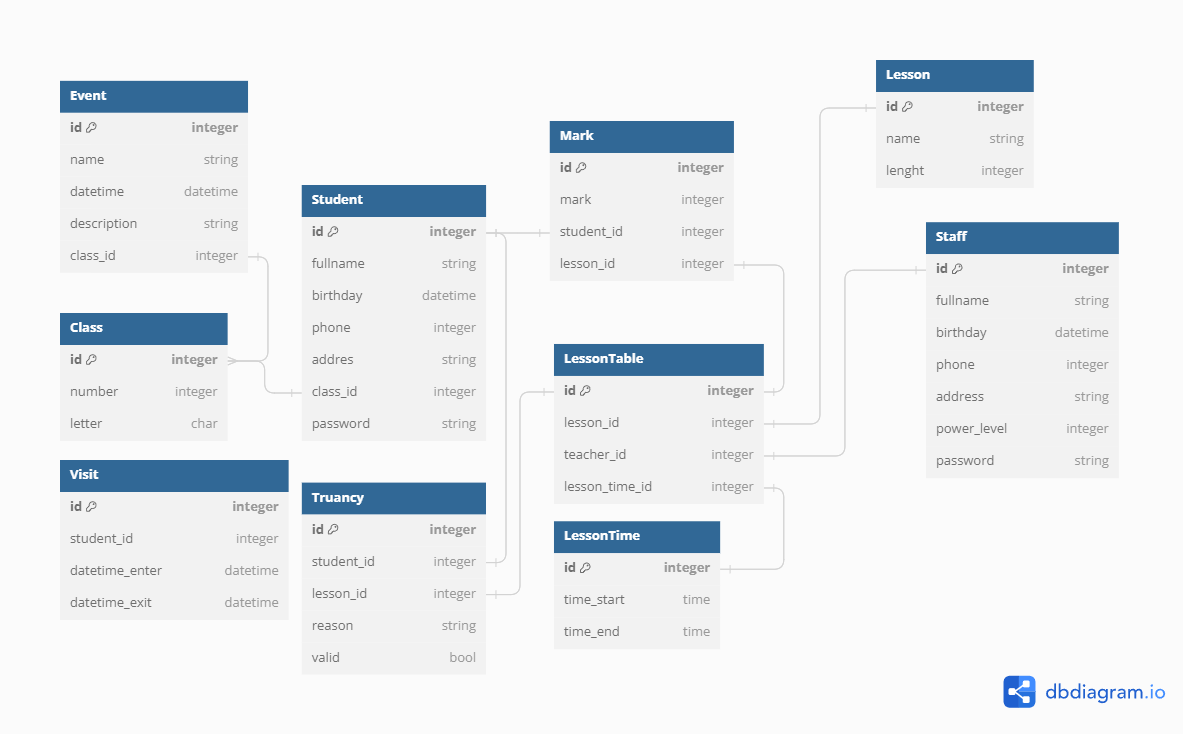 Event
id integer
name string
datetime datetime
description string
class_id integer
Class
id integer
number integer
letter char
Visit
id integer
student_id integer
datetime_enter datetime
datetime_exit datetime
Student
id integer
fullname string
birthday datetime
phone integer
addres string
class_id integer
password string
Truancy
id integer
student_id integer
lesson_id integer
reason string
valid bool
Mark
id integer
mark integer
student_id integer
lesson_id integer
LessonTable
id integer
lesson_id integer
teacher_id integer
lesson_time_id integer
LessonTime
id integer
time_start time
time_end time
Lesson
id integer
name string
lenght integer
Staff
id integer
fullname string
birthday datetime
phone integer
address string
power_level integer
password string
dbdiagram.io